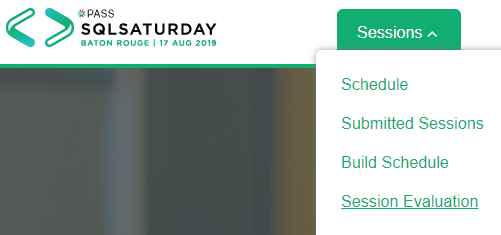 PASS
SQLSATURDAY
BATON ROUGE | 17 AUG 2019
Sessions
Schedule
Submitted Sessions
Build Schedule
Session Evaluation